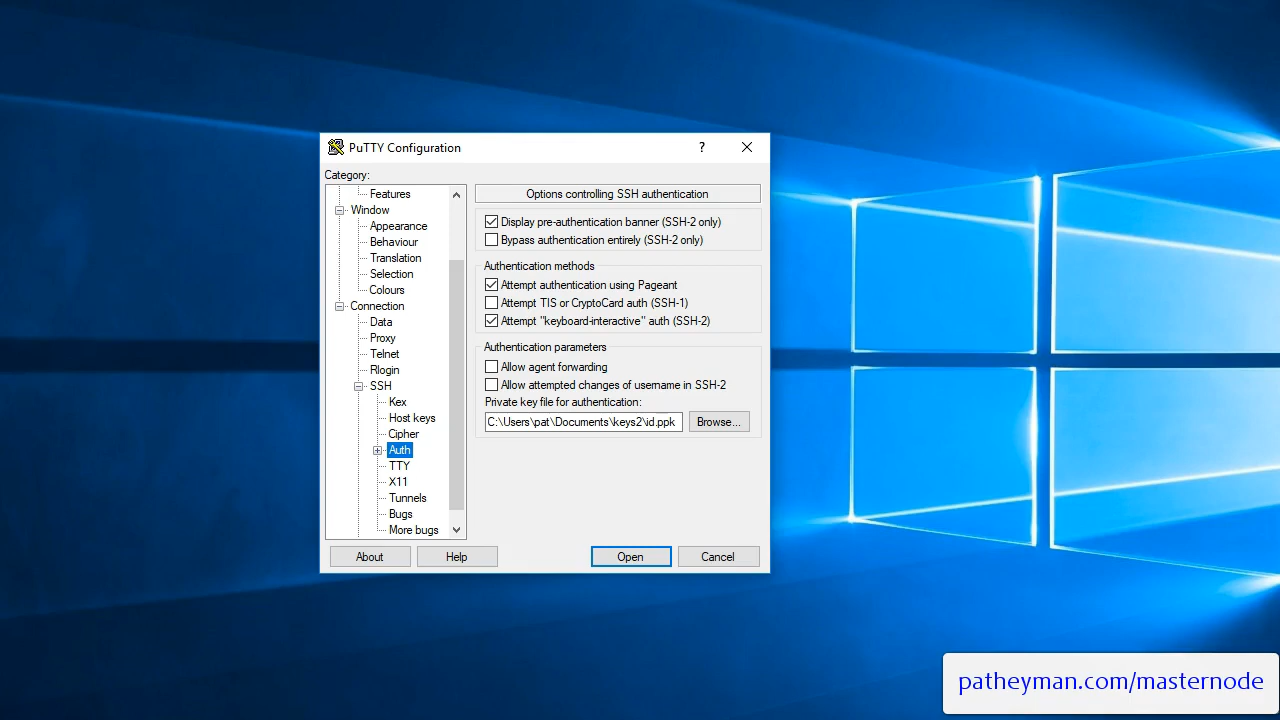 PuTTY Configuration
?
Category:
Features
Window
Appearance
Behaviour
Translation
Selection
Colours
Connection
Data
Proxy
Telnet
Rlogin
SSH
Kex
Host keys
Cipher
Auth
TTY
X11
Tunnels
Bugs
More bugs
Options controlling SSH authentication
Display pre-authentication banner (SSH-2 only)
Bypass authentication entirely (SSH-2 only)
Authentication methods
Attempt authentication using Pageant
Attempt TIS or CryptoCard auth (SSH-1)
Attempt "keyboard-interactive" auth (SSH-2)
Authentication parameters
Allow agent forwarding
Allow attempted changes of username in SSH-2
Private key file for authentication:
C:\Users\pat\Documents\keys2\id.ppk
Browse...
About
Help
Open
Cancel
patheyman.com/masternode